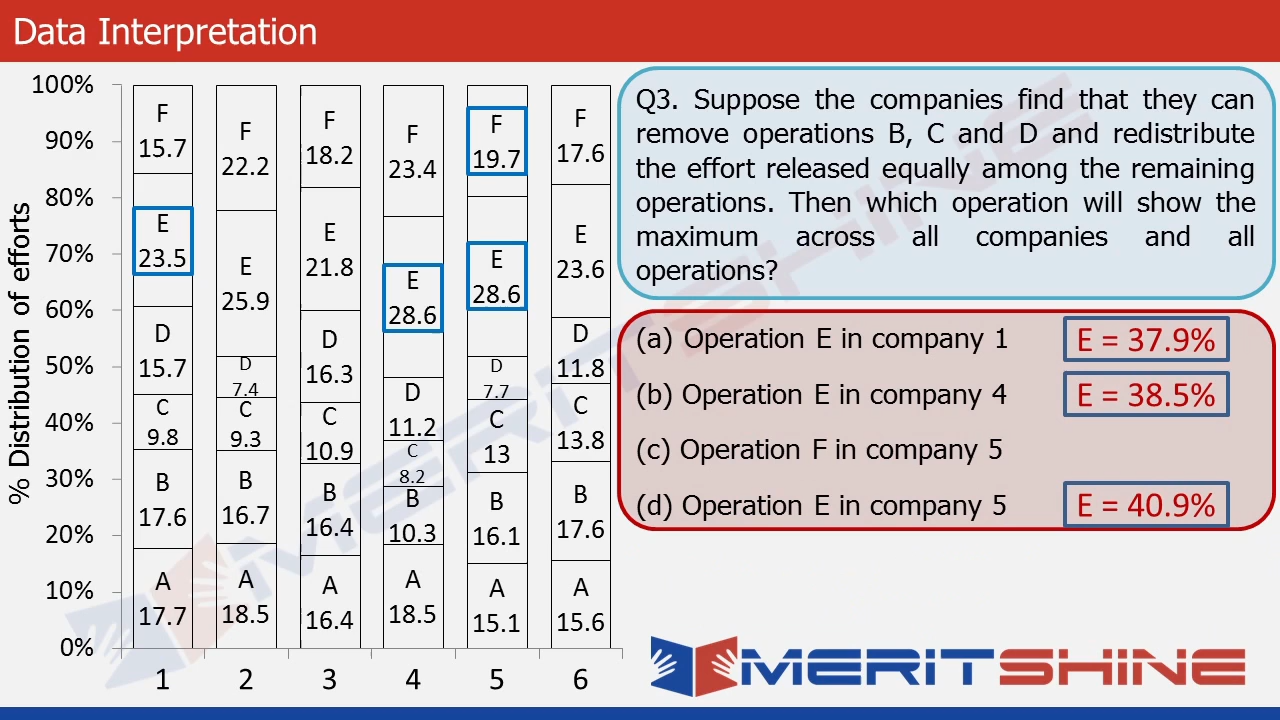 Data Interpretation
% Distribution of efforts
100%
90%
80%
70%
60%
50%
40%
30%
20%
10%
0%
F
15.7
E
23.5
D
15.7
C
9.8
B
17.6
A
17.7
1
F
22.2
E
25.9
D
7.4
C
9.3
B
16.7
A
18.5
2
F
18.2
E
21.8
D
16.3
C
10.9
B
16.4
A
16.4
3
F
23.4
E
28.6
D
11.2
C
8.2
B
10.3
A
18.5
4
F
19.7
E
28.6
D
7.7
C
13
B
16.1
A
15.1
5
F
17.6
E
23.6
D
11.8
C
13.8
B
17.6
A
15.6
6
Q3. Suppose the companies find that they can
remove operations B, C and D and redistribute
the effort released equally among the remaining
operations. Then which operation will show the
maximum across all companies and all
operations?
(a) Operation E in company 1
E = 37.9%
(b) Operation E in company 4
E = 38.5%
(c) Operation F in company 5
(d) Operation E in company 5
E = 40.9%
MERITSHINE
MERITSHINE